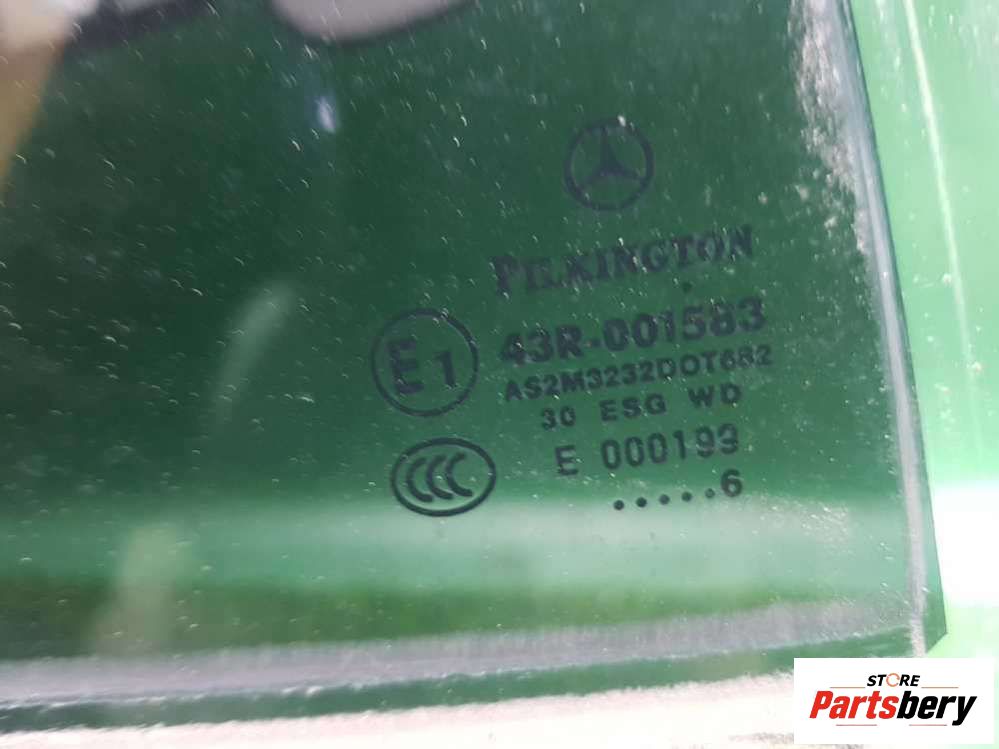 PILKINGTON
E1
43R-001583
AS2M3232DOT682
30 ESG WD
E 000193
CCC
.....6
STORE
Partsbery